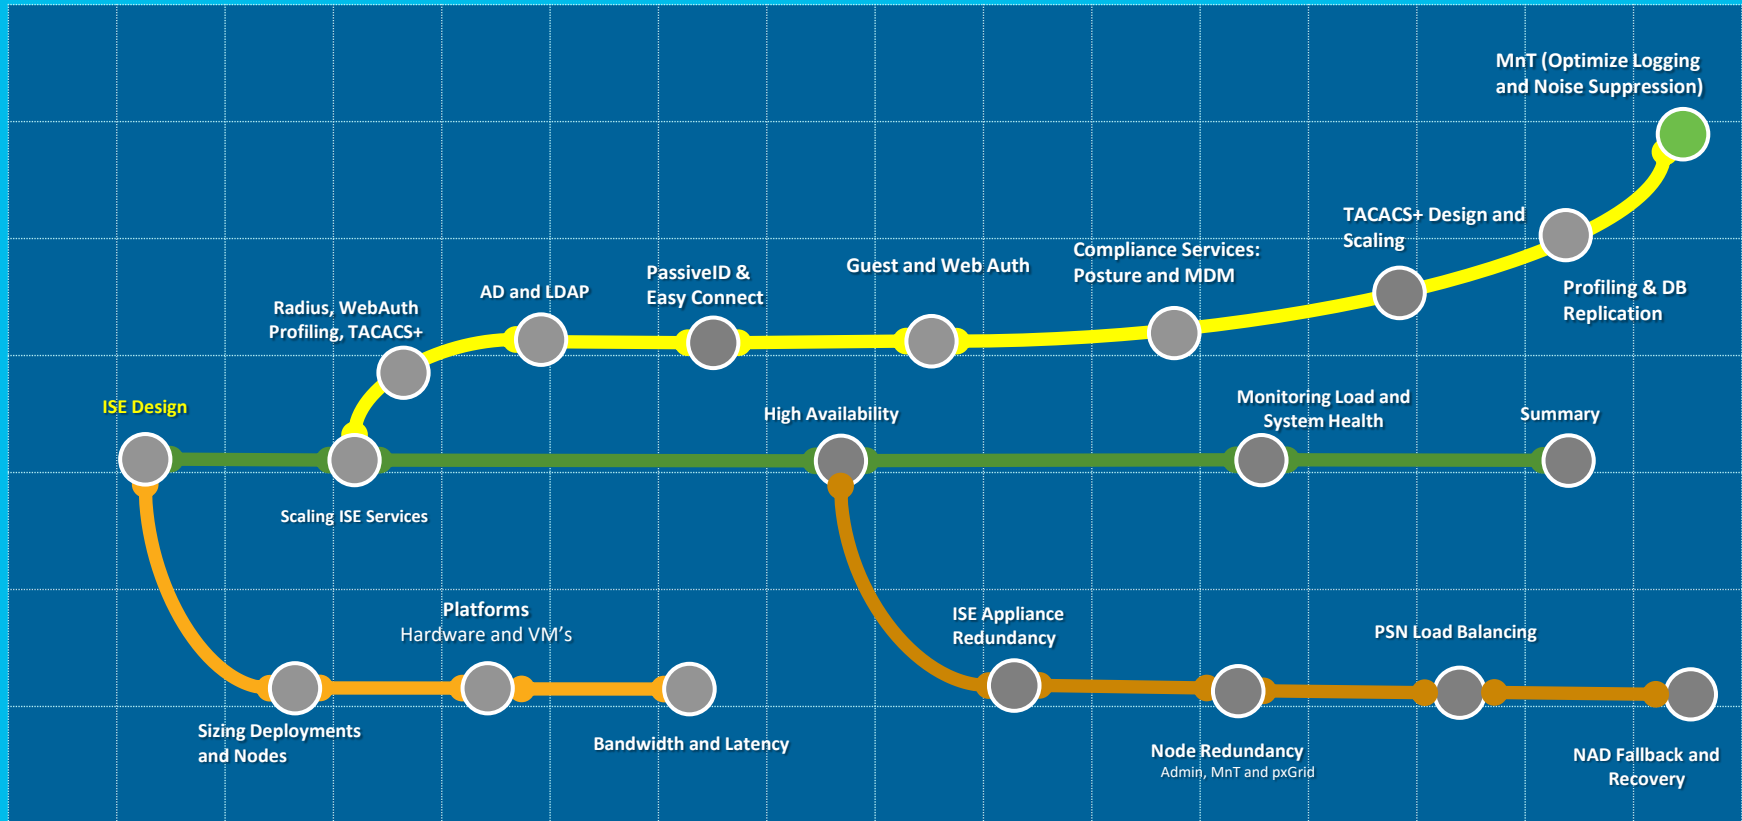 MnT (Optimize Logging
and Noise Suppression)
TACACS+ Design and
Scaling
Compliance Services:
Posture and MDM
Guest and Web Auth
PassiveID &
Easy Connect
AD and LDAP
Radius, WebAuth
Profiling, TACACS+
Profiling & DB
Replication
ISE Design
High Availability
Monitoring Load and
System Health
Summary
Scaling ISE Services
Platforms
Hardware and VM's
ISE Appliance
Redundancy
PSN Load Balancing
Sizing Deployments
and Nodes
Bandwidth and Latency
Node Redundancy
Admin, MnT and pxGrid
NAD Fallback and
Recovery